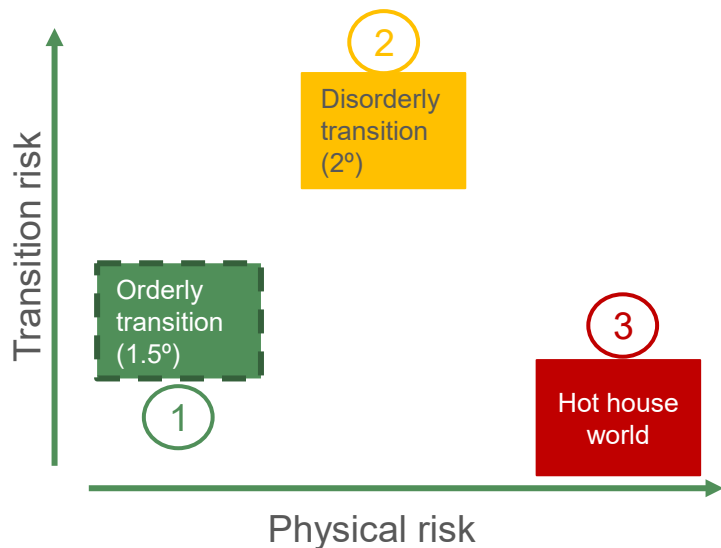 2
Disorderly
transition
(2º)
Transition risk
Orderly
transition
(1.5º)
1
3
Hot house
world
Physical risk